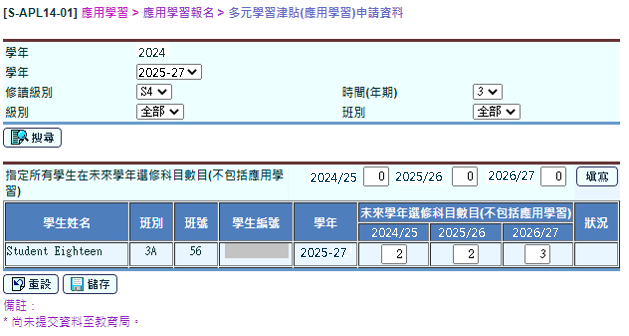 [S-APL14-01] 應用學習 > 應用學習報名 > 多元學習津貼(應用學習)申請資料
學年 2024
學年 2025-27
修讀級別 S4 時間(年期) 3
級別 全部 班別 全部
搜尋
指定所有學生在未來學年選修科目數目(不包括應用學習) 2024/25 0 2025/26 0 2026/27 0 填寫
學生姓名 班別 班號 學生編號 學年 未來學年選修科目數目(不包括應用學習) 狀況
2024/25 2025/26 2026/27
Student Eighteen 3A 56 2025-27 2 2 3
重設 儲存
備註：
* 尚未提交資料至教育局。